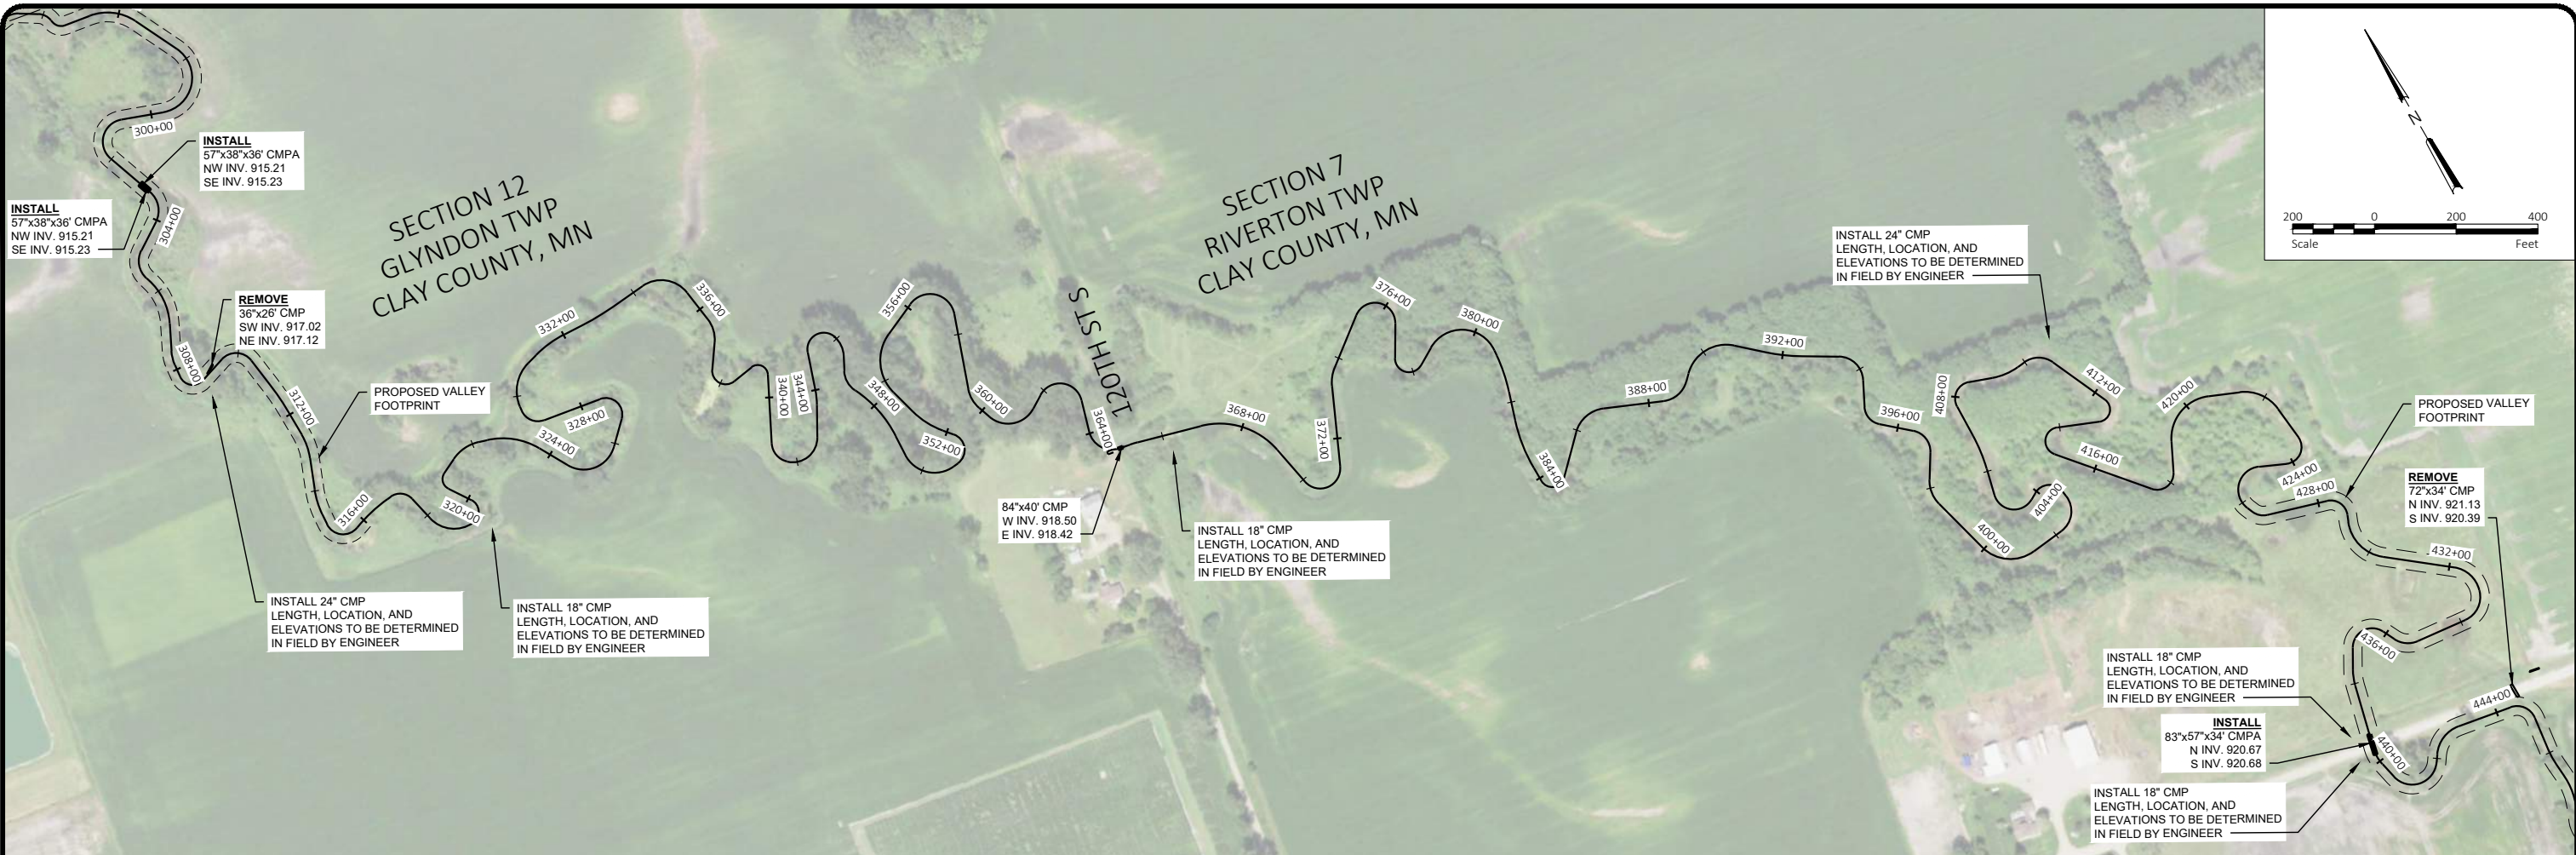 300+00
INSTALL
57"x38"x36' CMPA
NW INV. 915.21
SE INV. 915.23
INSTALL
57"x38"x36' CMPA
NW INV. 915.21
SE INV. 915.23
304+00
308+00
REMOVE
36"x26' CMP
SW INV. 917.02
NE INV. 917.12
312+00
PROPOSED VALLEY
FOOTPRINT
316+00
INSTALL 24" CMP
LENGTH, LOCATION, AND
ELEVATIONS TO BE DETERMINED
IN FIELD BY ENGINEER
320+00
INSTALL 18" CMP
LENGTH, LOCATION, AND
ELEVATIONS TO BE DETERMINED
IN FIELD BY ENGINEER
SECTION 12
GLYNDON TWP
CLAY COUNTY, MN
324+00
328+00
332+00
336+00
340+00
344+00
348+00
352+00
356+00
360+00
364+00
120TH ST S
84"x40' CMP
W INV. 918.50
E INV. 918.42
INSTALL 18" CMP
LENGTH, LOCATION, AND
ELEVATIONS TO BE DETERMINED
IN FIELD BY ENGINEER
SECTION 7
RIVERTON TWP
CLAY COUNTY, MN
368+00
372+00
376+00
380+00
384+00
388+00
392+00
396+00
400+00
404+00
408+00
INSTALL 24" CMP
LENGTH, LOCATION, AND
ELEVATIONS TO BE DETERMINED
IN FIELD BY ENGINEER
412+00
416+00
420+00
424+00
428+00
PROPOSED VALLEY
FOOTPRINT
REMOVE
72"x34' CMP
N INV. 921.13
S INV. 920.39
432+00
436+00
INSTALL 18" CMP
LENGTH, LOCATION, AND
ELEVATIONS TO BE DETERMINED
IN FIELD BY ENGINEER
INSTALL
83"x57"x34' CMPA
N INV. 920.67
S INV. 920.68
440+00
444+00
INSTALL 18" CMP
LENGTH, LOCATION, AND
ELEVATIONS TO BE DETERMINED
IN FIELD BY ENGINEER
N
200 0 200 400
Scale Feet